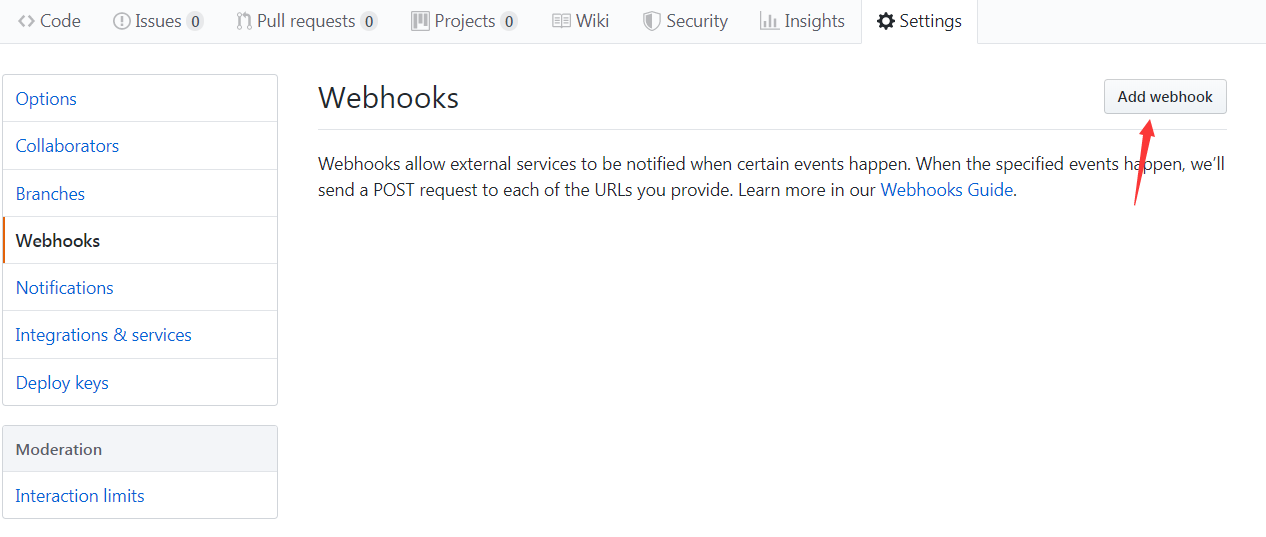 Code Issues 0 Pull requests 0 Projects 0 Wiki Security Insights Settings
Options
Collaborators
Branches
Webhooks
Notifications
Integrations & services
Deploy keys
Moderation
Interaction limits
Webhooks
Add webhook
Webhooks allow external services to be notified when certain events happen. When the specified events happen, we’ll
send a POST request to each of the URLs you provide. Learn more in our Webhooks Guide.